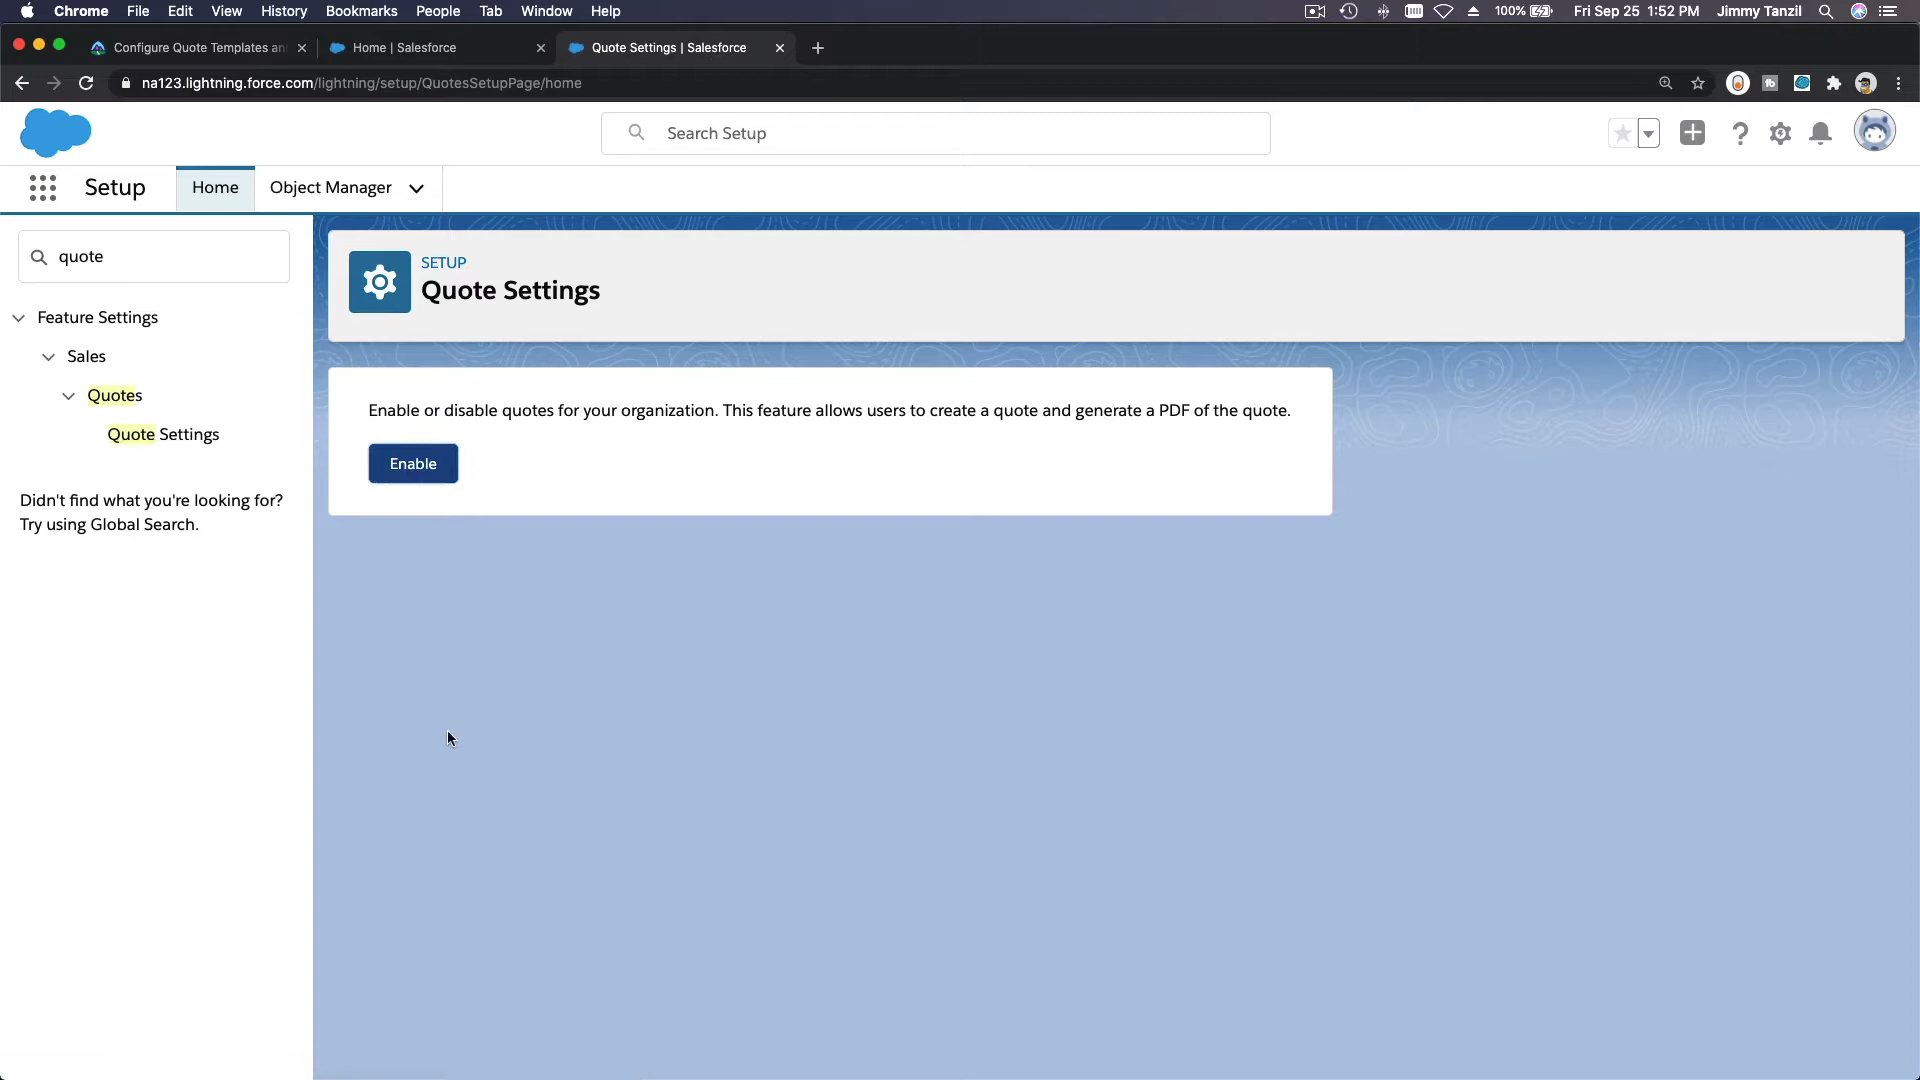 Chrome File Edit View History Bookmarks People Tab Window Help 100% Fri Sep 25 1:52 PM Jimmy Tanzil
Configure Quote Templates an Home | Salesforce Quote Settings | Salesforce
na123.lightning.force.com/lightning/setup/QuotesSetupPage/home
Search Setup
Setup Home Object Manager
quote
SETUP
Quote Settings
Feature Settings
Sales
Quotes
Quote Settings
Didn't find what you're looking for?
Try using Global Search.
Enable or disable quotes for your organization. This feature allows users to create a quote and generate a PDF of the quote.
Enable